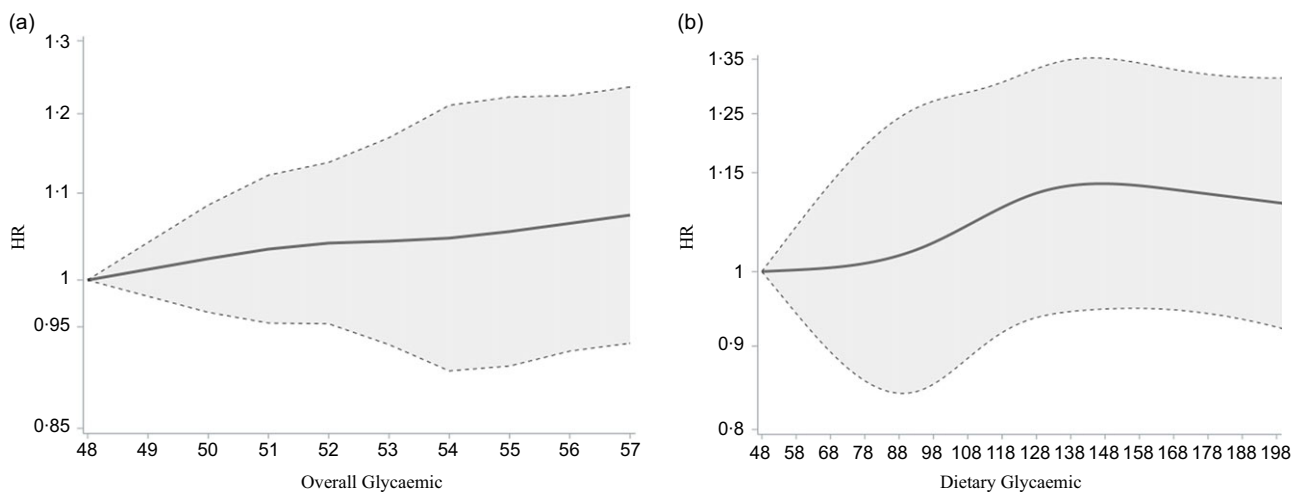 (a)
1·3
1·2
1·1
1
0·95
0·85
HR
48 49 50 51 52 53 54 55 56 57
Overall Glycaemic
(b)
1·35
1·25
1·15
1
0·9
0·8
HR
48 58 68 78 88 98 108 118 128 138 148 158 168 178 188 198
Dietary Glycaemic